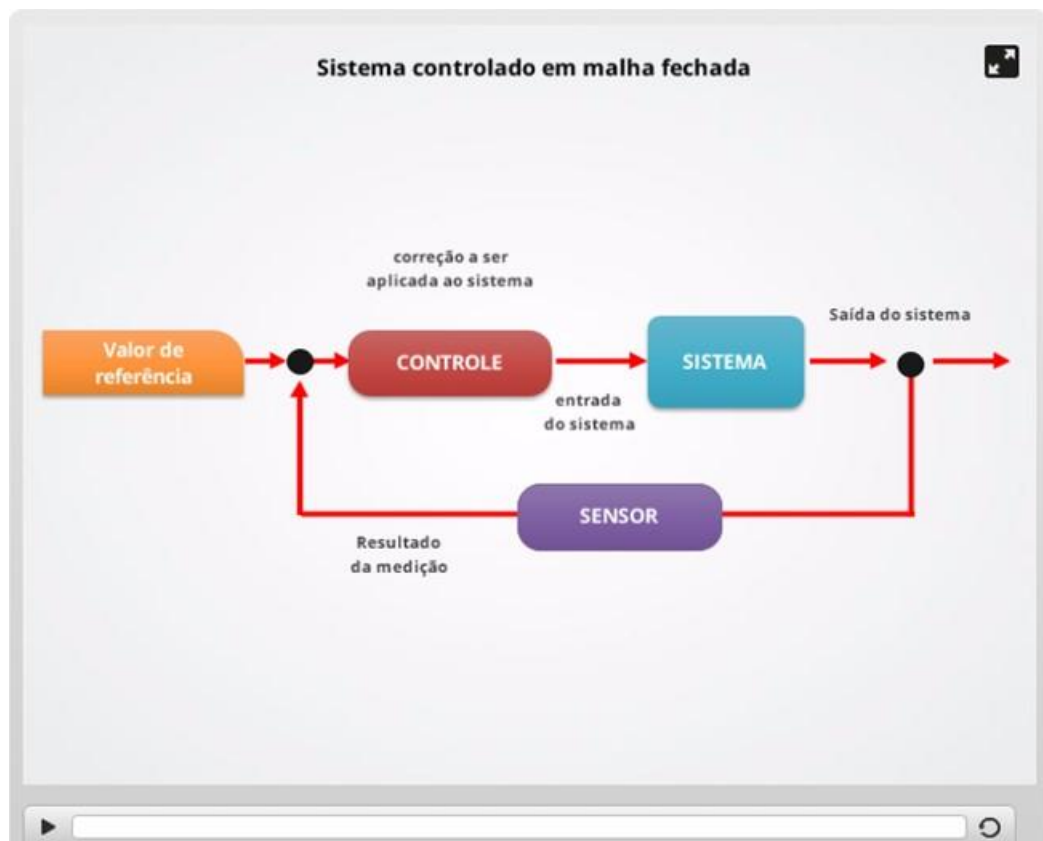 Sistema controlado em malha fechada
correção a ser
aplicada ao sistema
Saída do sistema
Valor de
referência
CONTROLE
SISTEMA
entrada
do sistema
SENSOR
Resultado
da medição